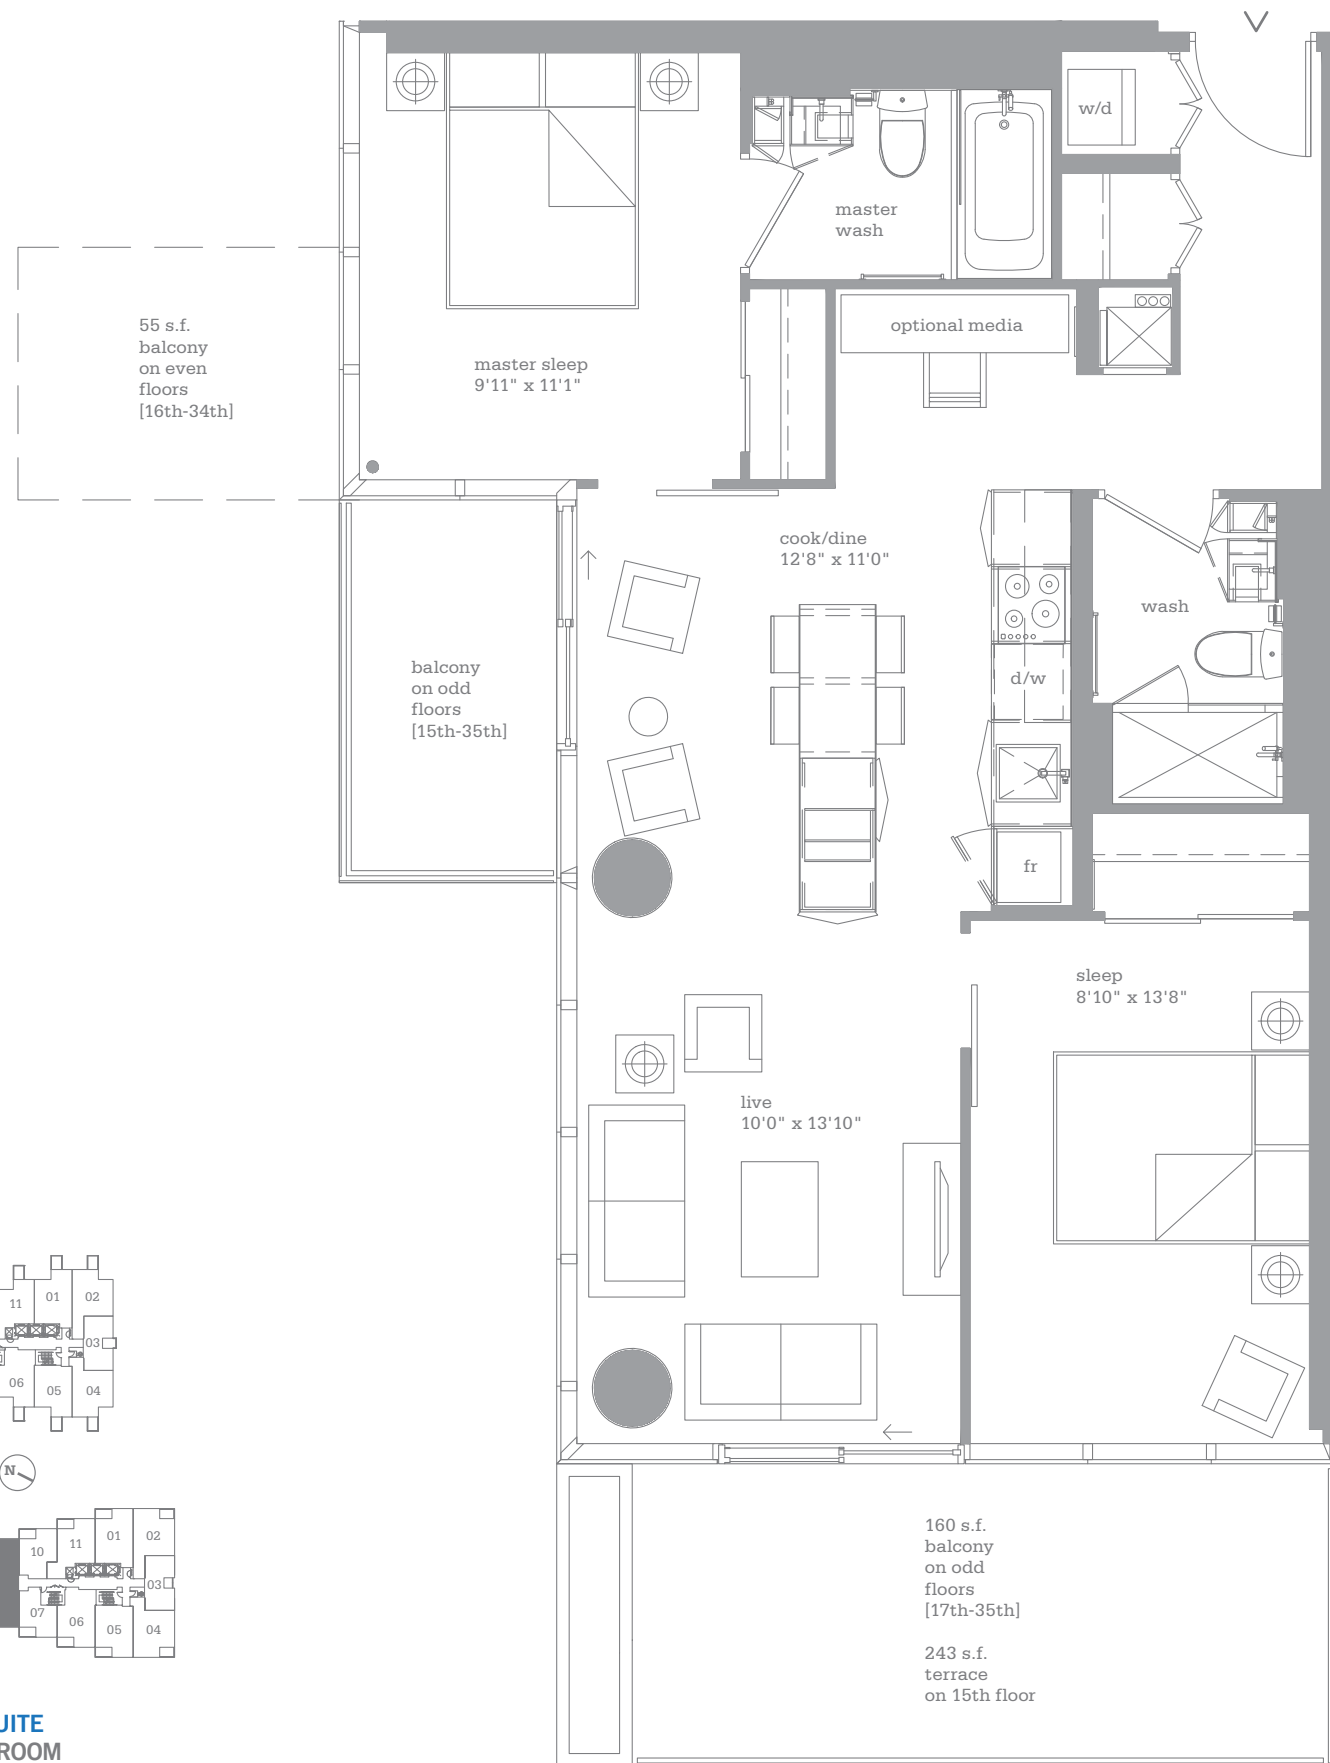 w/d
master
wash
optional media
55 s.f.
balcony
on even
floors
[16th-34th]
master sleep
9'11" x 11'1"
cook/dine
12'8" x 11'0"
wash
balcony
on odd
floors
[15th-35th]
d/w
fr
sleep
8'10" x 13'8"
live
10'0" x 13'10"
11
01
02
03
06
05
04
N
10
11
01
02
03
07
06
05
04
160 s.f.
balcony
on odd
floors
[17th-35th]
243 s.f.
terrace
on 15th floor
UITE
ROOM